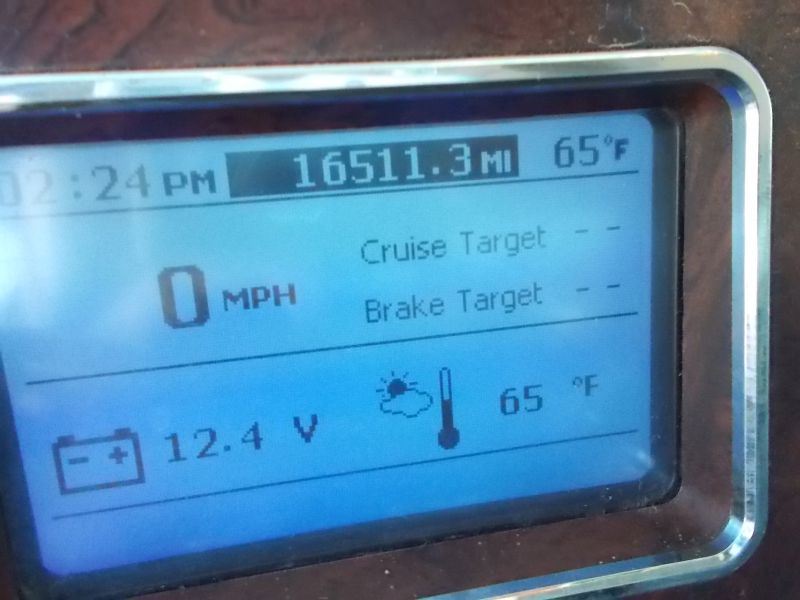 02:24 PM 16511.3 MI 65°F
Cruise Target --
0 MPH
Brake Target --
- + 12.4 V 65 °F